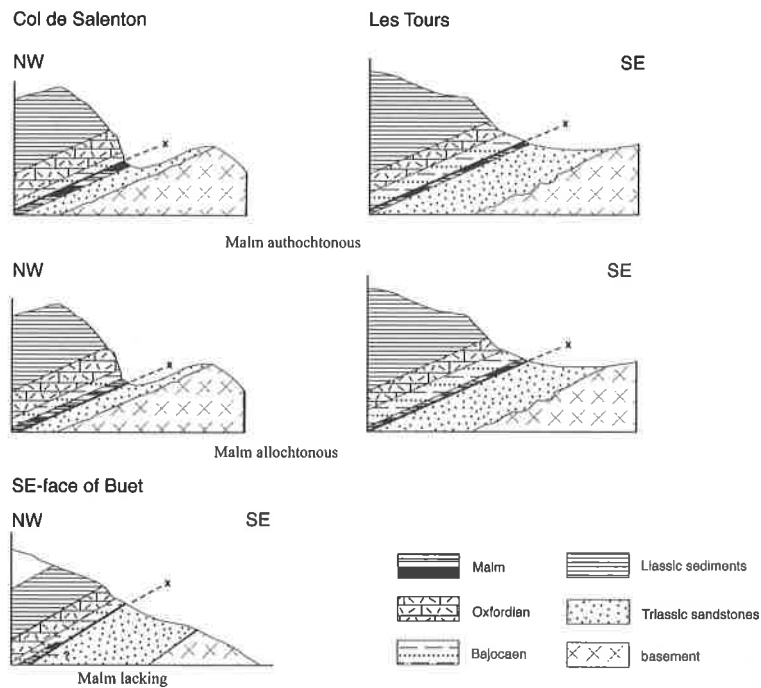 Col de Salenton Les Tours
NW SE
x x
Malm authochtonous
NW SE
x x
Malm allochtonous
SE-face of Buet
NW SE
x
?
Malm lacking
Malm Liassic sediments
Oxfordian Triassic sandstones
Bajocaen basement